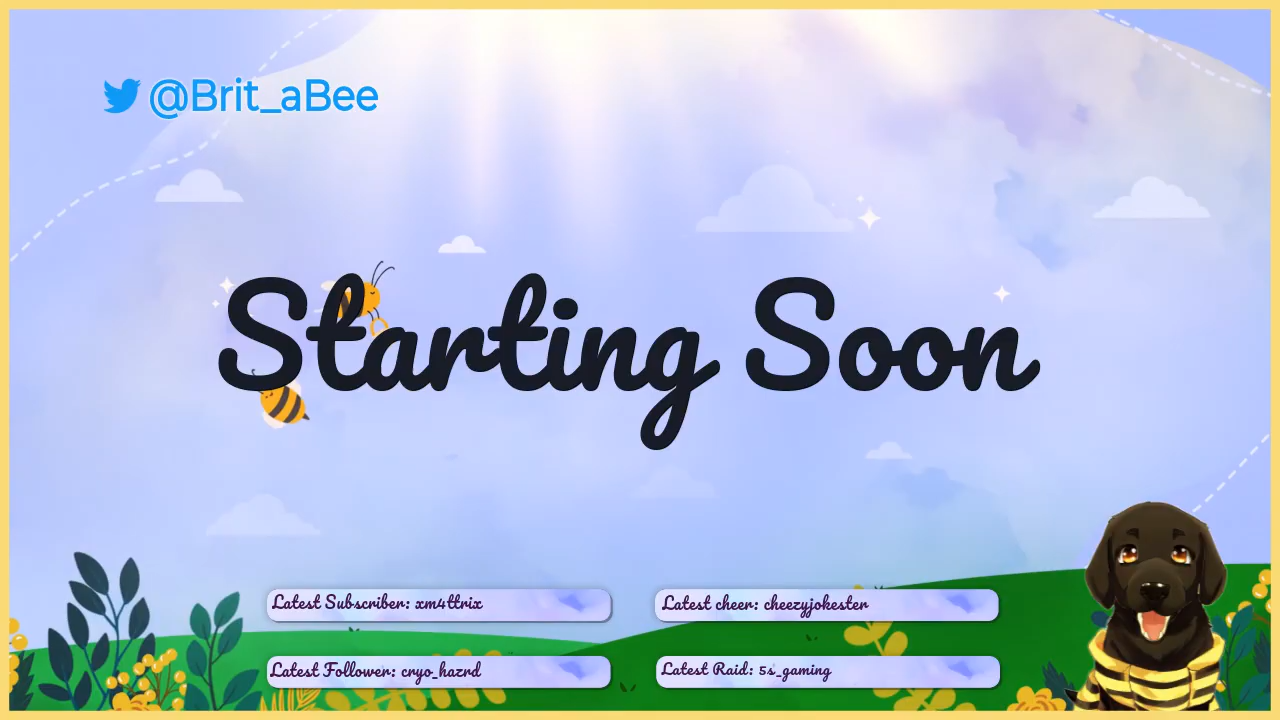 @Brit_aBee
Starting Soon
Latest Subscriber: xm4ttrix
Latest cheer: cheezyjokester
Latest Follower: cryo_hazrd
Latest Raid: 5s_gaming